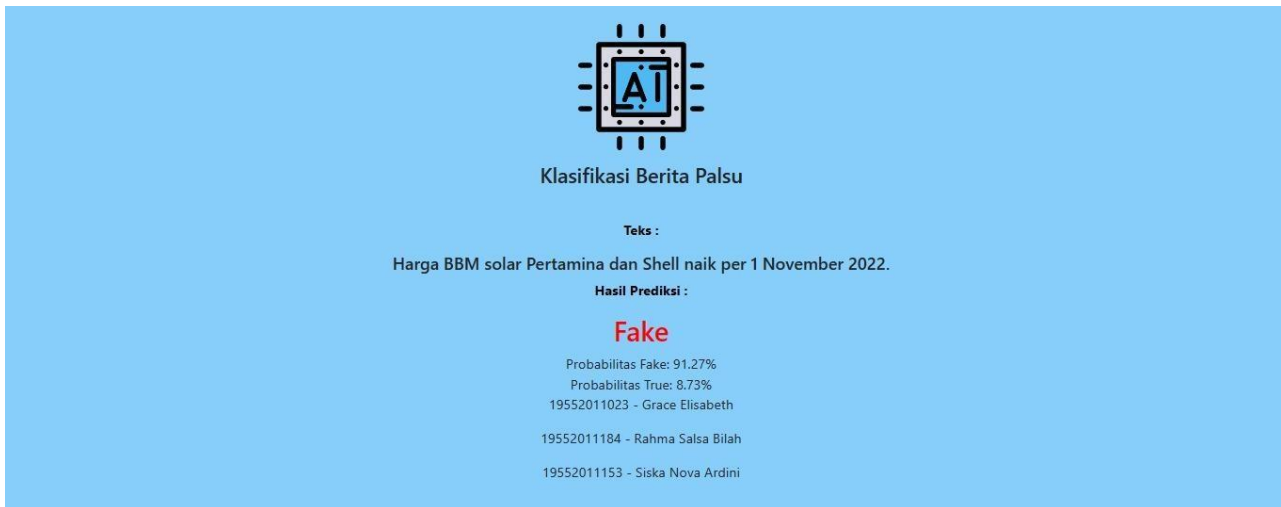 AI
Klasifikasi Berita Palsu
Teks :
Harga BBM solar Pertamina dan Shell naik per 1 November 2022.
Hasil Prediksi :
Fake
Probabilitas Fake: 91.27%
Probabilitas True: 8.73%
19552011023 - Grace Elisabeth
19552011184 - Rahma Salsa Bilah
19552011153 - Siska Nova Ardini